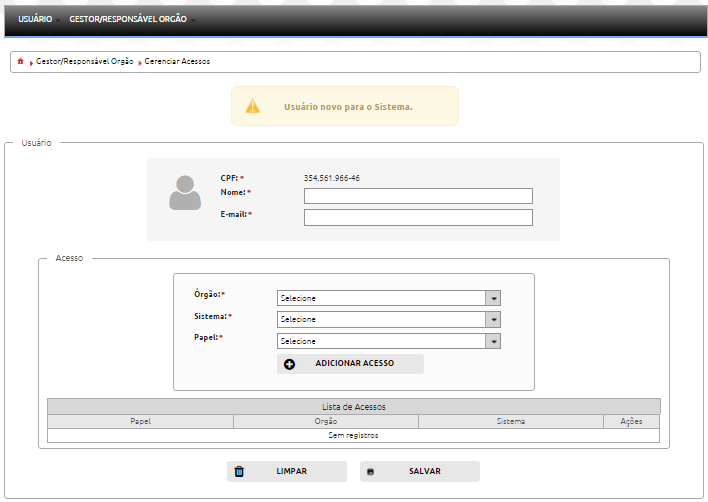 USUÁRIO GESTOR/RESPONSÁVEL ORGÃO
Gestor/Responsável Orgão Gerenciar Acessos
Usuário novo para o Sistema.
Usuário
CPF: * 354.561.966-46
Nome: *
E-mail: *
Acesso
Órgão: * Selecione
Sistema: * Selecione
Papel: * Selecione
ADICIONAR ACESSO
Lista de Acessos
Papel Orgão Sistema Ações
Sem registros
LIMPAR SALVAR